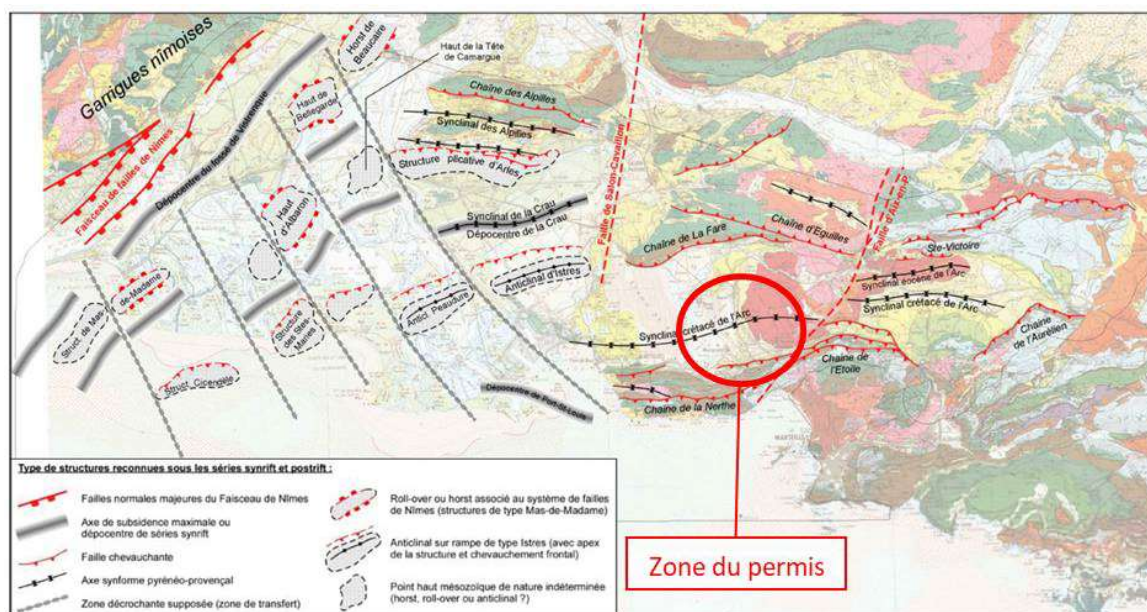 Garrigues nîmoises
Faisceau de failles de Nîmes
Dépocentre du fossé de Vistrenque
Horst de
Beaucaire
Haut de la Tête
de Camargue
Haut de
Bellegarde
Chaîne des Alpilles
Synclinal des Alpilles
Structure plicative d'Arles
Haut
d'Albaron
Synclinal de la Crau
Dépocentre de la Crau
Anticlinal d'Istres
Anticl. Peaudure
Struct. de Mas-
de-Madame
Structure
des Stes-
Maries
Struct. Cicendèle
Dépocentre de Port-St-Louis
Faille de Salon-Cavaillon
Faille d'Aix-en-P.
Chaîne de La Fare
Chaîne d'Eguilles
Ste-Victoire
Synclinal éocène de l'Arc
Synclinal crétacé de l'Arc
Synclinal crétacé de l'Arc
Chaîne
de l'Aurélien
Chaîne de
l'Etoile
Chaîne de la Nerthe
MARSEILLE
Zone du permis
Type de structures reconnues sous les séries synrift et postrift :
Failles normales majeures du Faisceau de Nîmes
Axe de subsidence maximale ou
dépocentre de séries synrift
Faille chevauchante
Axe synforme pyrénéo-provençal
Zone décrochante supposée (zone de transfert)
Roll-over ou horst associé au système de failles
de Nîmes (structures de type Mas-de-Madame)
Anticlinal sur rampe de type Istres (avec apex
de la structure et chevauchement frontal)
Point haut mésozoïque de nature indéterminée
(horst, roll-over ou anticlinal ?)